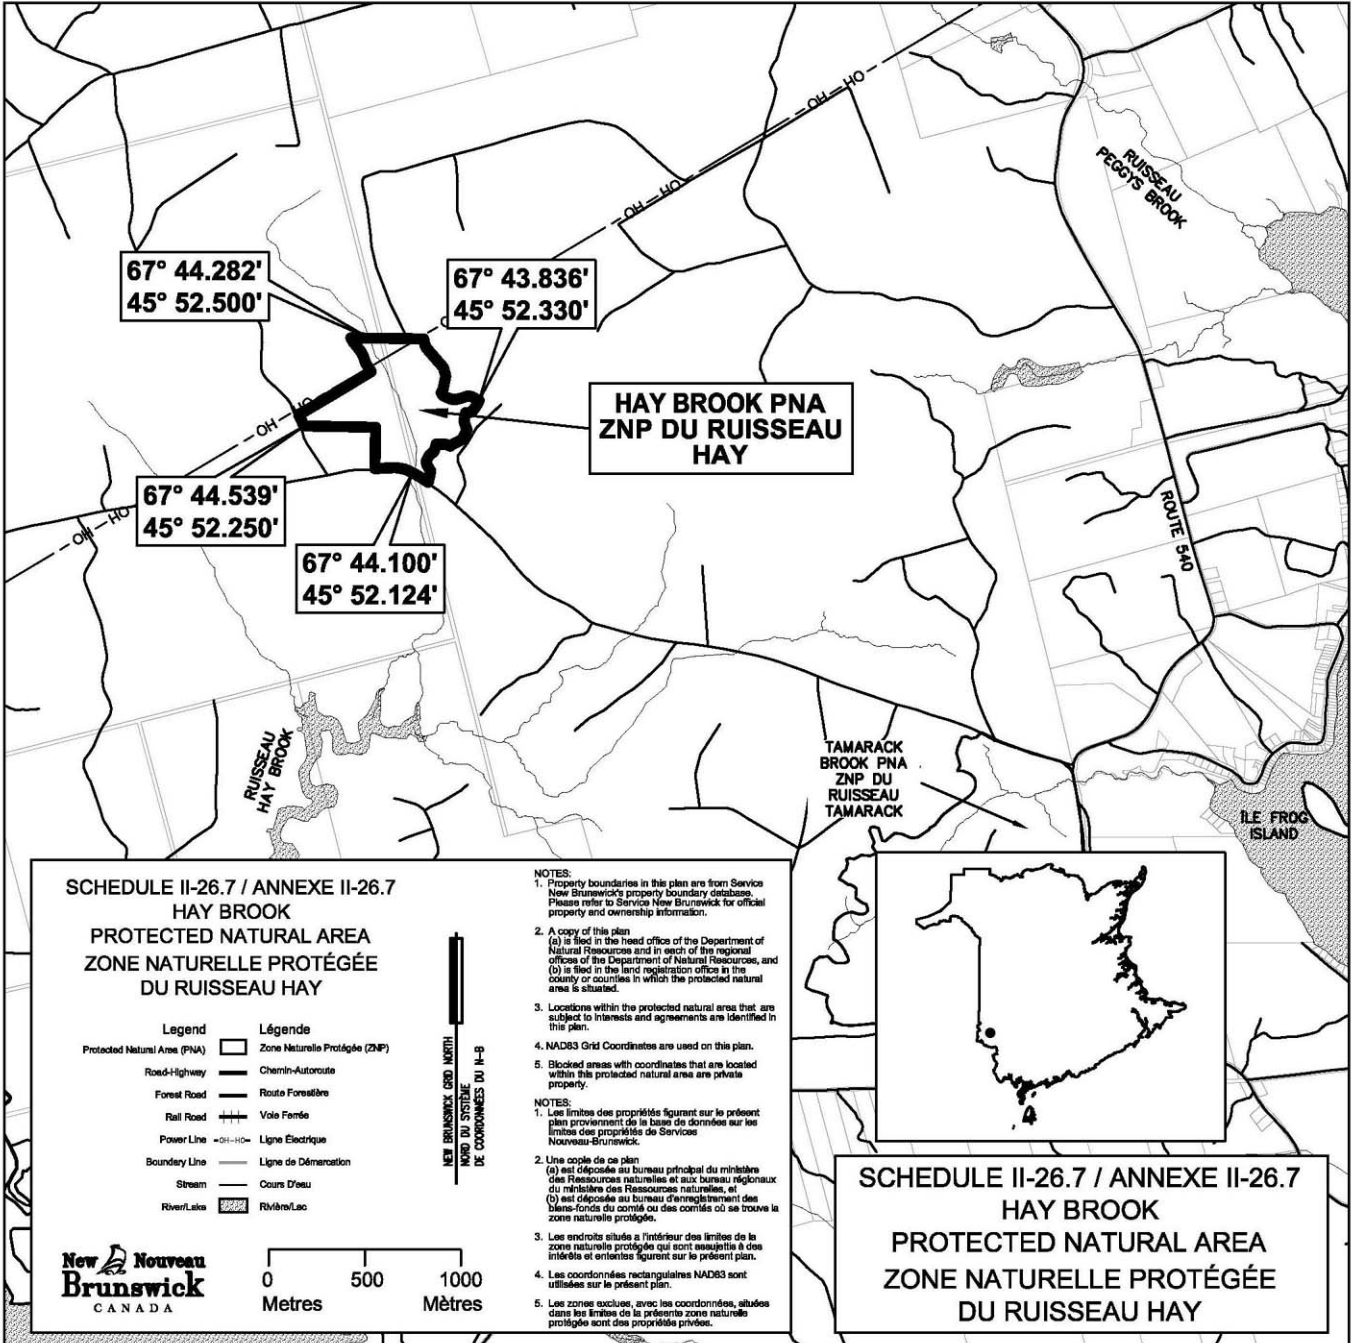 OH HO
OH HO
RUISSEAU
PEGGYS BROOK
67° 44.282'
45° 52.500'
67° 43.836'
45° 52.330'
HAY BROOK PNA
ZNP DU RUISSEAU
HAY
OH HO
67° 44.539'
45° 52.250'
OH HO
ROUTE 540
67° 44.100'
45° 52.124'
RUISSEAU
HAY BROOK
TAMARACK
BROOK PNA
ZNP DU
RUISSEAU
TAMARACK
ÎLE FROG
ISLAND
SCHEDULE II-26.7 / ANNEXE II-26.7
HAY BROOK
PROTECTED NATURAL AREA
ZONE NATURELLE PROTÉGÉE
DU RUISSEAU HAY
Legend Légende
Protected Natural Area (PNA) Zone Naturelle Protégée (ZNP)
Road-Highway Chemin-Autoroute
Forest Road Route Forestière
Rail Road Voie Ferrée
Power Line OH-HO Ligne Électrique
Boundary Line Ligne de Démarcation
Stream Cours D'eau
River/Lake Rivière/Lac
NEW BRUNSWICK GRID NORTH
NORD DU SYSTÈME
DE COORDONNÉES DU N-B
New Nouveau
Brunswick
CANADA
0 500 1000
Metres Mètres
NOTES:
1. Property boundaries in this plan are from Service
New Brunswick's property boundary database.
Please refer to Service New Brunswick for official
property and ownership information.
2. A copy of this plan
(a) is filed in the head office of the Department of
Natural Resources and in each of the regional
offices of the Department of Natural Resources, and
(b) is filed in the land registration office in the
county or counties in which the protected natural
area is situated.
3. Locations within the protected natural area that are
subject to interests and agreements are identified in
this plan.
4. NAD83 Grid Coordinates are used on this plan.
5. Blocked areas with coordinates that are located
within this protected natural area are private
property.
NOTES:
1. Les limites des propriétés figurant sur le présent
plan proviennent de la base de données sur les
limites des propriétés de Services
Nouveau-Brunswick.
2. Une copie de ce plan
(a) est déposée au bureau principal du ministère
des Ressources naturelles et aux bureau régionaux
du ministère des Ressources naturelles, et
(b) est déposée au bureau d'enregistrement des
biens-fonds du comté ou des comtés où se trouve la
zone naturelle protégée.
3. Les endroits situés a l'intérieur des limites de la
zone naturelle protégée qui sont assujettis à des
intérêts et ententes figurent sur le présent plan.
4. Les coordonnées rectangulaires NAD83 sont
utilisées sur le présent plan.
5. Les zones exclues, avec les coordonnées, situées
dans les limites de la présente zone naturelle
protégée sont des propriétés privées.
SCHEDULE II-26.7 / ANNEXE II-26.7
HAY BROOK
PROTECTED NATURAL AREA
ZONE NATURELLE PROTÉGÉE
DU RUISSEAU HAY